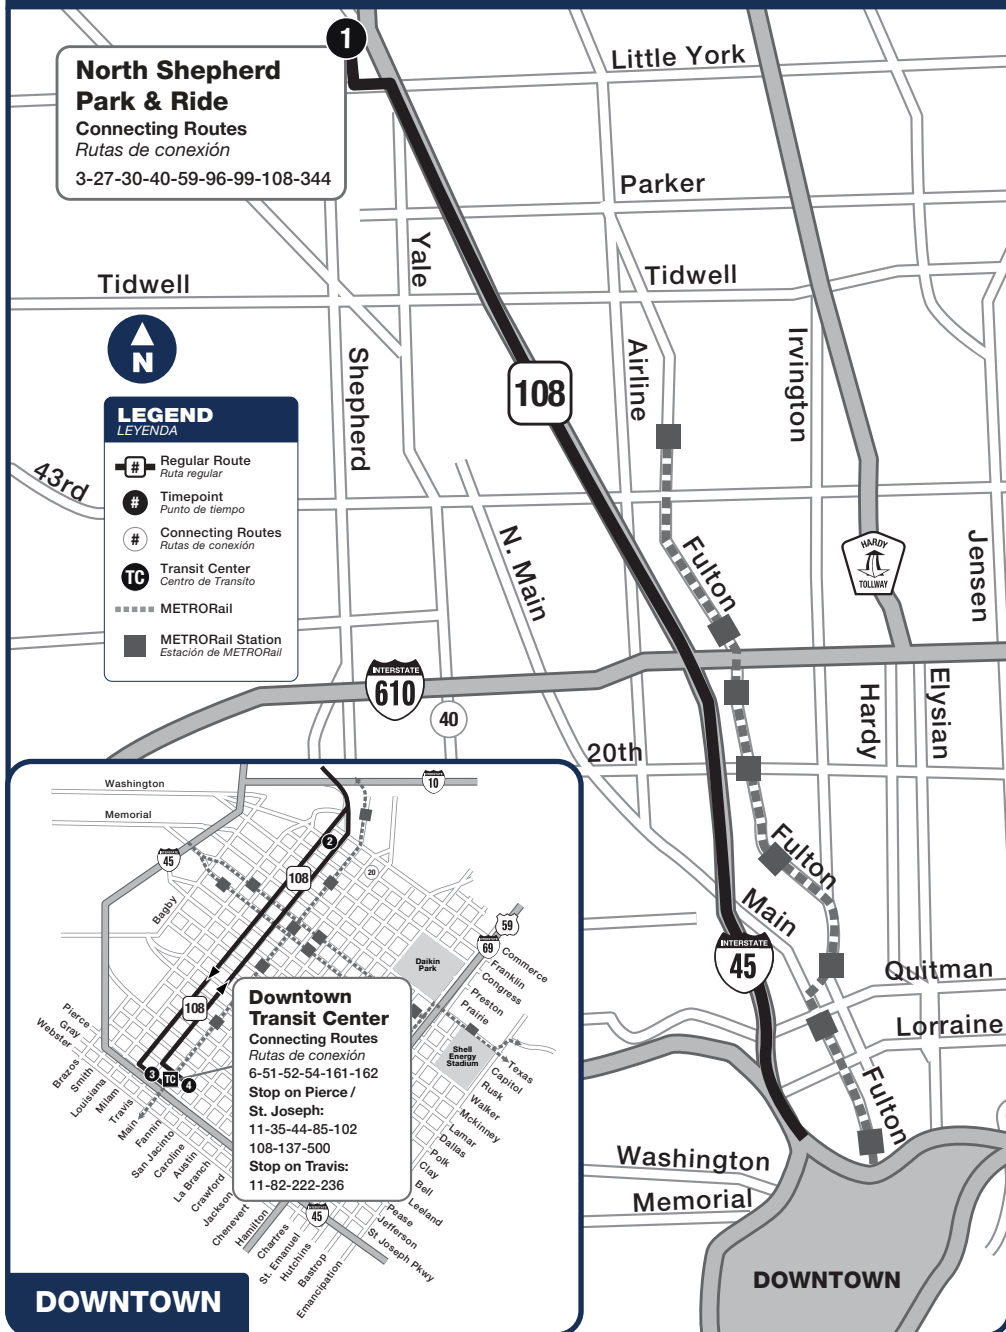 1
North Shepherd
Park & Ride
Connecting Routes
Rutas de conexión
3-27-30-40-59-96-99-108-344
Little York
Parker
Yale
Tidwell
Tidwell
N
Shepherd
108
Airline
Irvington
LEGEND
LEYENDA
# Regular Route
Ruta regular
# Timepoint
Punto de tiempo
# Connecting Routes
Rutas de conexión
TC Transit Center
Centro de Transíto
METRORail
METRORail Station
Estación de METRORail
43rd
N. Main
Fulton
HARDY
TOLLWAY
Jensen
INTERSTATE
610
40
Hardy
Elysian
20th
Fulton
Main
INTERSTATE
45
Quitman
Lorraine
Fulton
Washington
Memorial
DOWNTOWN
Washington
Memorial
10
45
2
108
20
Bagby
59
69
Daikin
Park
Commerce
Franklin
Congress
Preston
Prairie
Shell
Energy
Stadium
Texas
Capitol
Rusk
Walker
Mckinney
Lamar
Dallas
Polk
Clay
Bell
Leeland
Pease
Jefferson
St Joseph Pkwy
108
Downtown
Transit Center
Connecting Routes
Rutas de conexión
6-51-52-54-161-162
Stop on Pierce /
St. Joseph:
11-35-44-85-102
108-137-500
Stop on Travis:
11-82-222-236
Pierce
Gray
Webster
3
TC
4
Brazos
Smith
Louisiana
Milam
Travis
Main
Fannin
San Jacinto
Caroline
Austin
La Branch
Crawford
Jackson
Chenevert
Hamilton
45
Chartres
St. Emanuel
Hutchins
Bastrop
Emancipation
DOWNTOWN